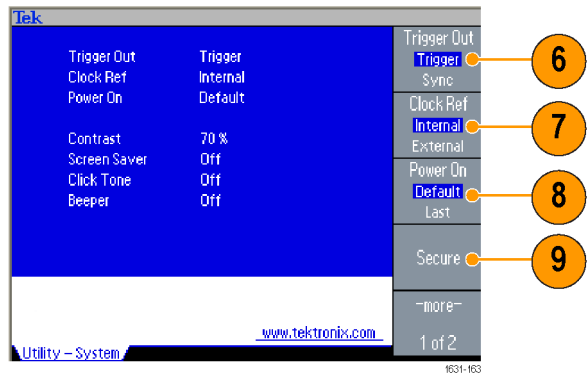 Tek
Trigger Out Trigger
Clock Ref Internal
Power On Default
Contrast 70 %
Screen Saver Off
Click Tone Off
Beeper Off
www.tektronix.com
Utility – System
Trigger Out
Trigger
Sync
Clock Ref
Internal
External
Power On
Default
Last
Secure
-more-
1 of 2
6
7
8
9
1631-163